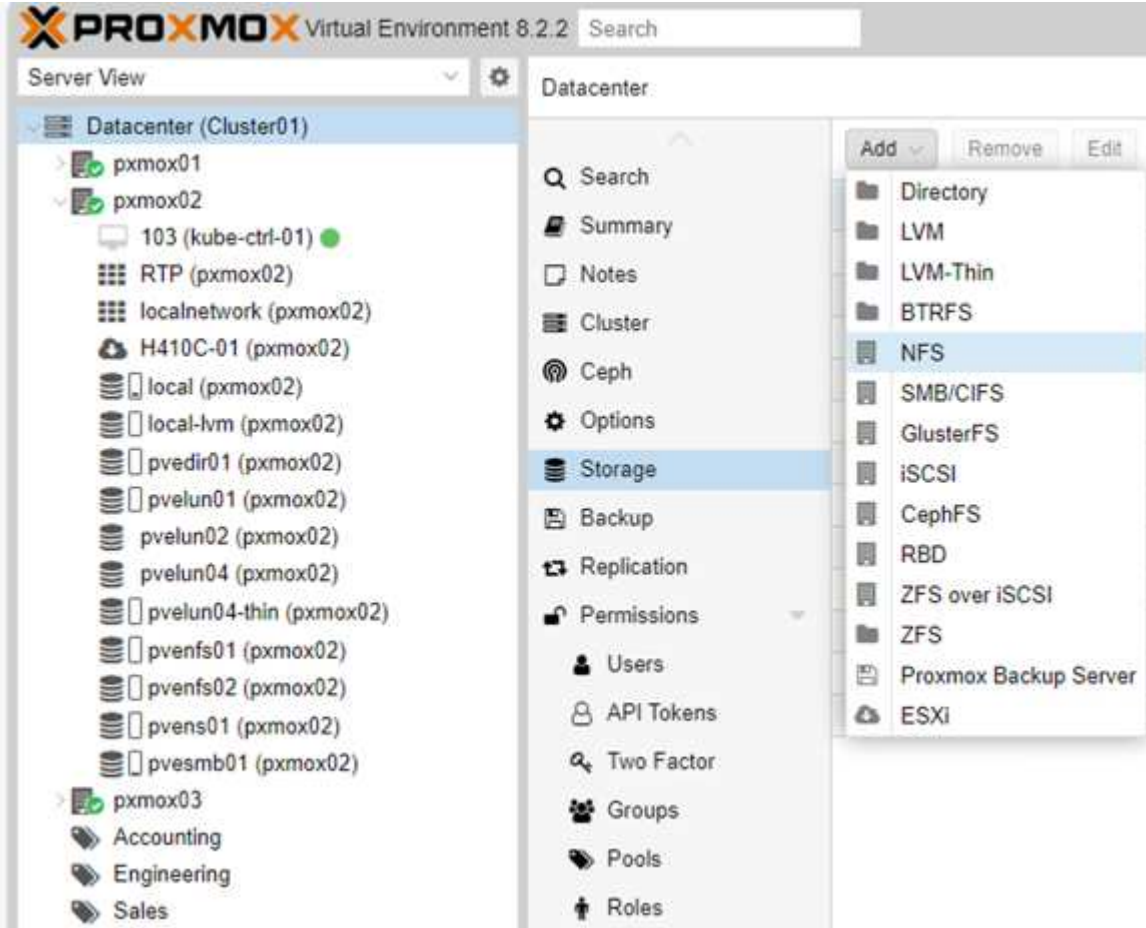 PROXMOX Virtual Environment 8.2.2 Search
Server View
Datacenter (Cluster01)
pxmox01
pxmox02
103 (kube-ctrl-01)
RTP (pxmox02)
localnetwork (pxmox02)
H410C-01 (pxmox02)
local (pxmox02)
local-lvm (pxmox02)
pvedir01 (pxmox02)
pvelun01 (pxmox02)
pvelun02 (pxmox02)
pvelun04 (pxmox02)
pvelun04-thin (pxmox02)
pvenfs01 (pxmox02)
pvenfs02 (pxmox02)
pvens01 (pxmox02)
pvesmb01 (pxmox02)
pxmox03
Accounting
Engineering
Sales
Datacenter
Search
Summary
Notes
Cluster
Ceph
Options
Storage
Backup
Replication
Permissions
Users
API Tokens
Two Factor
Groups
Pools
Roles
Add Remove Edit
Directory
LVM
LVM-Thin
BTRFS
NFS
SMB/CIFS
GlusterFS
iSCSI
CephFS
RBD
ZFS over iSCSI
ZFS
Proxmox Backup Server
ESXi